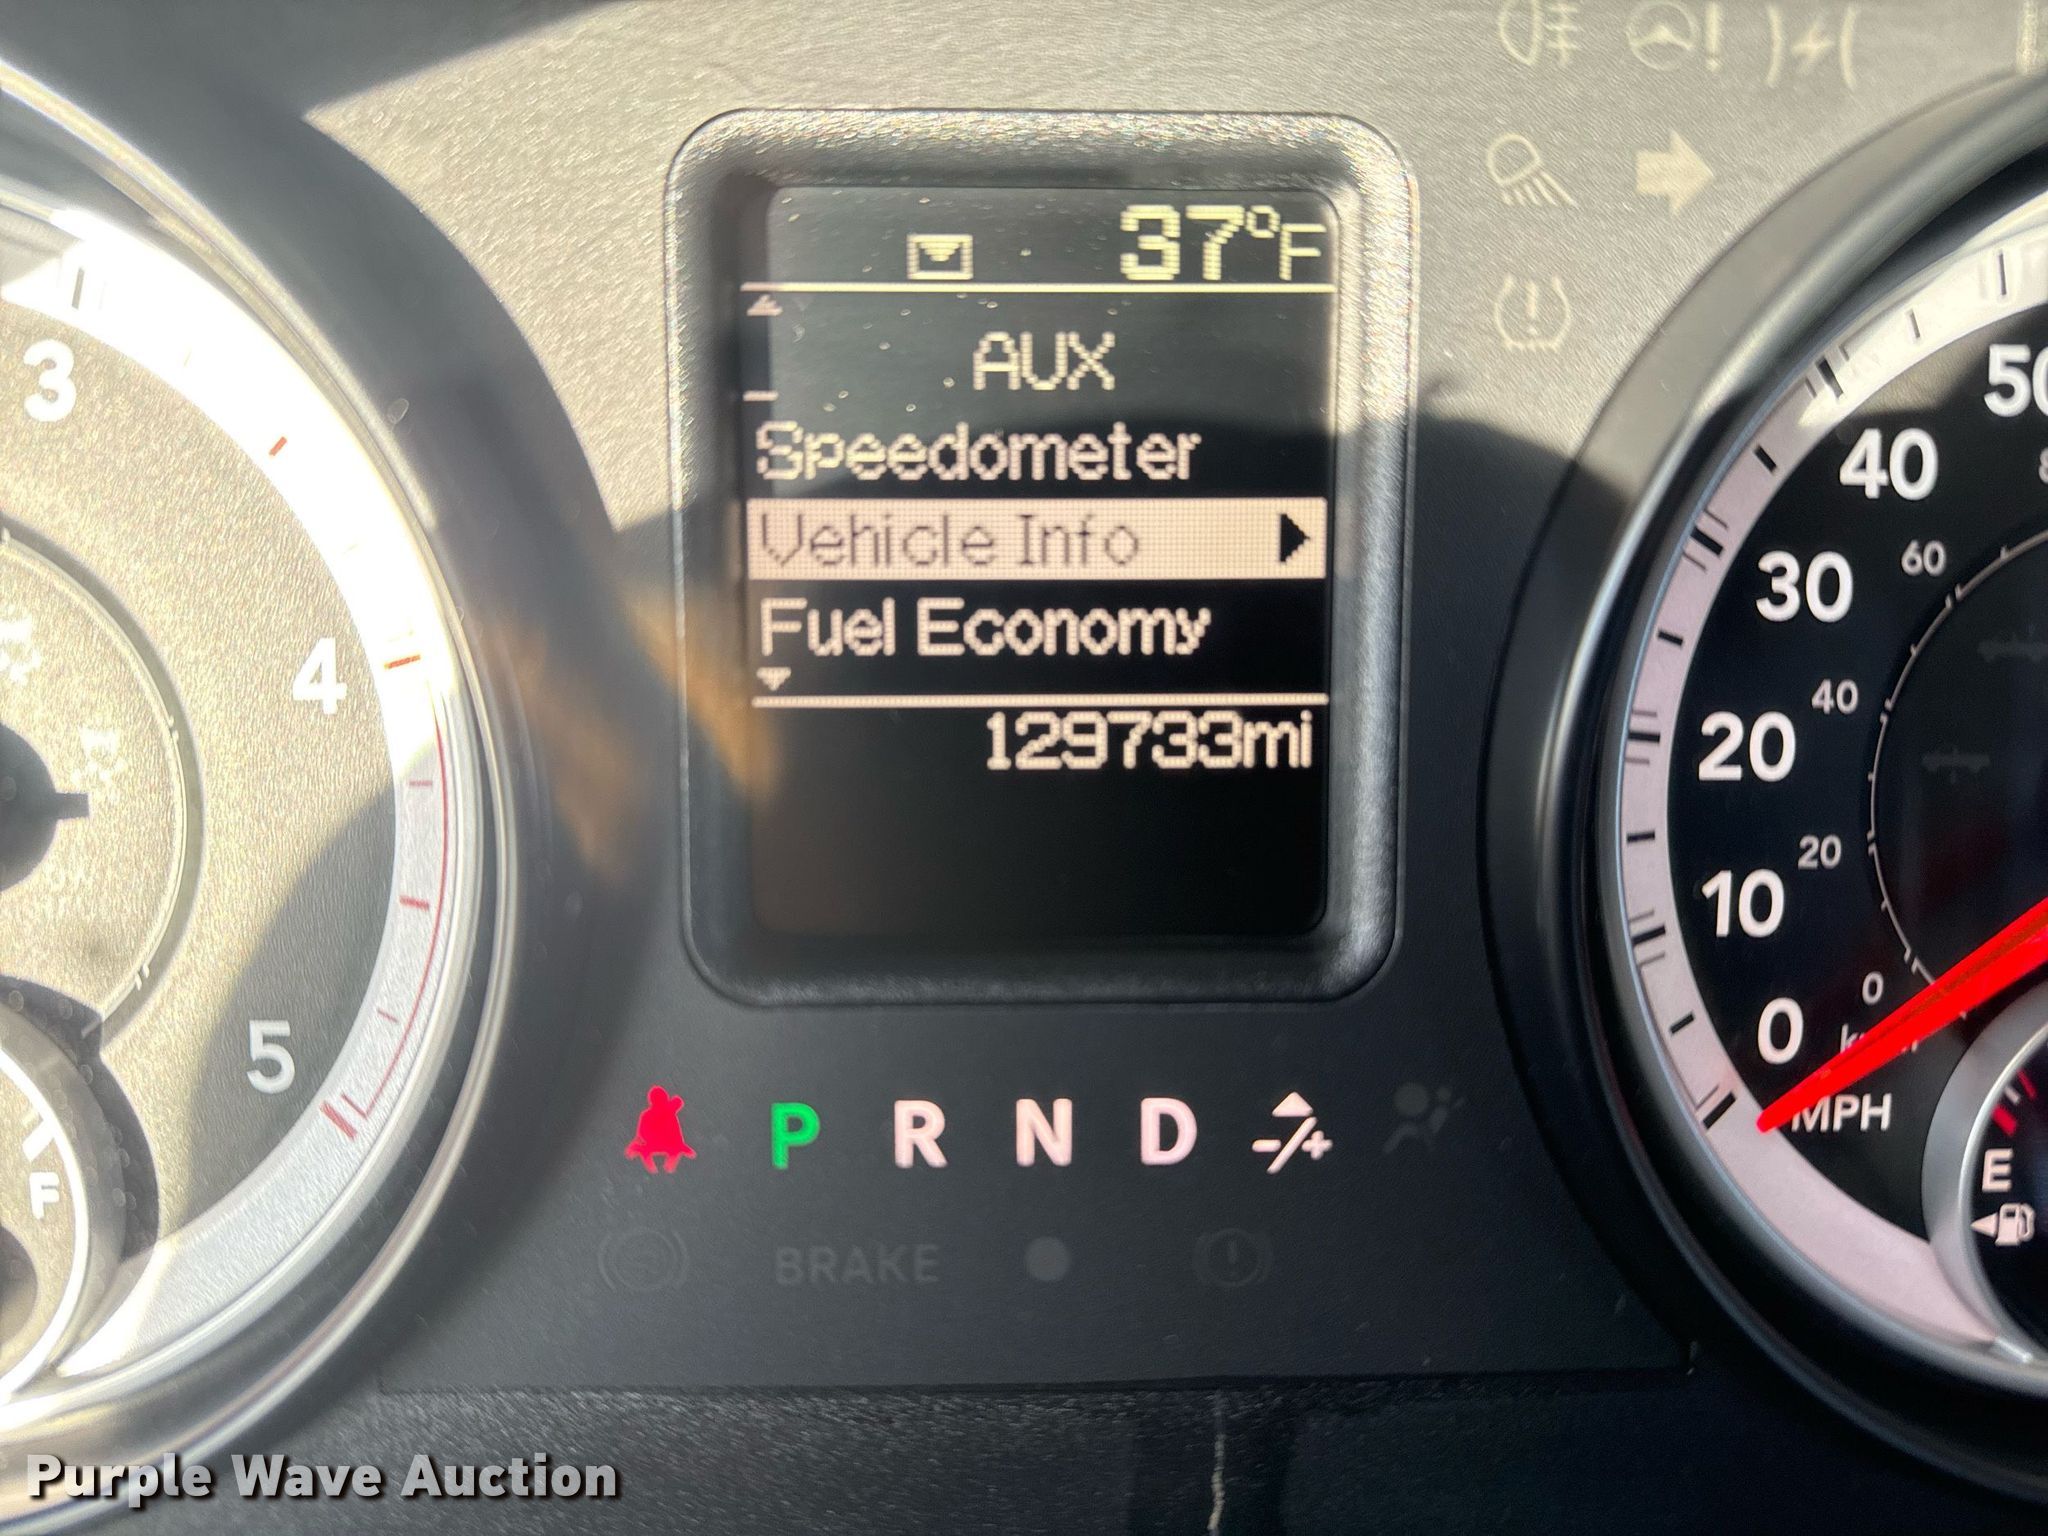 37°F
AUX
Speedometer
Vehicle Info
Fuel Economy
129733mi
3
4
5
F
50
40
30
20
10
0
60
40
20
0
MPH
E
P R N D -/+
BRAKE
Purple Wave Auction